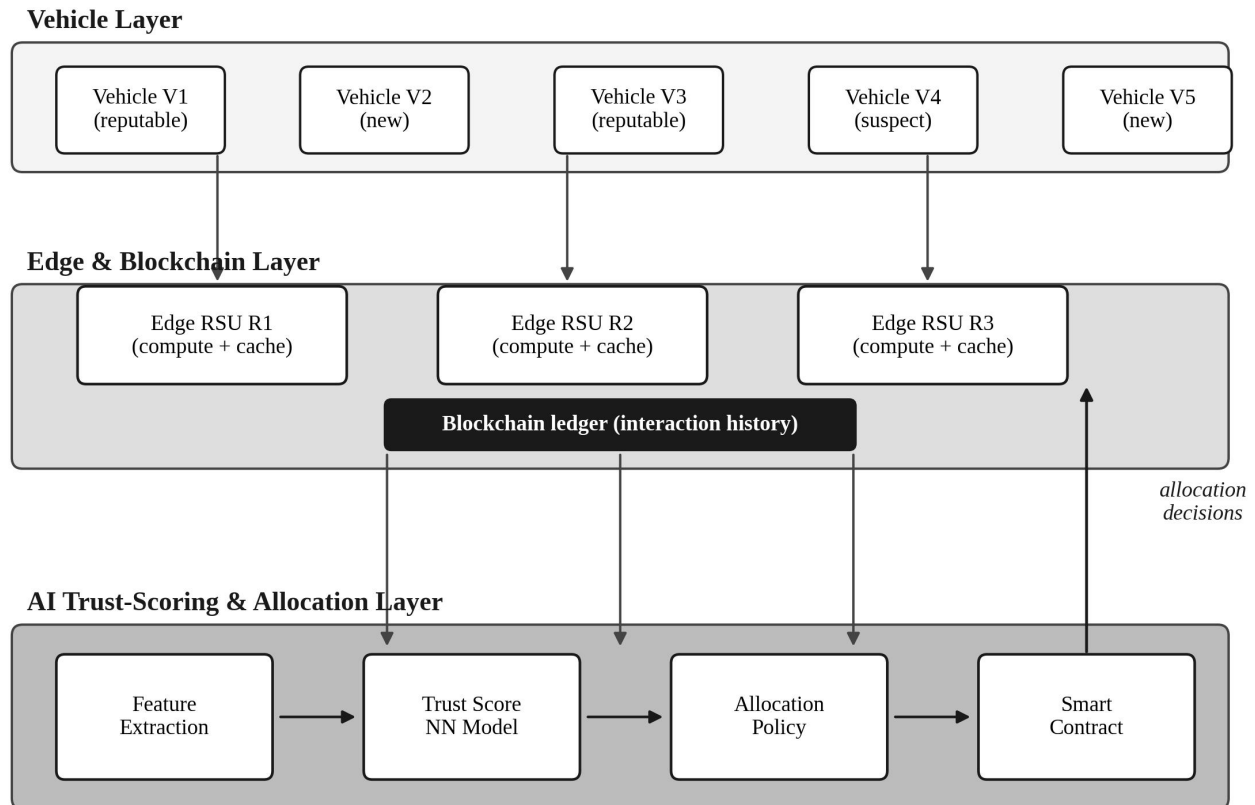 Vehicle Layer
Vehicle V1
(reputable)
Vehicle V2
(new)
Vehicle V3
(reputable)
Vehicle V4
(suspect)
Vehicle V5
(new)
Edge & Blockchain Layer
Edge RSU R1
(compute + cache)
Edge RSU R2
(compute + cache)
Edge RSU R3
(compute + cache)
Blockchain ledger (interaction history)
allocation
decisions
AI Trust-Scoring & Allocation Layer
Feature
Extraction
Trust Score
NN Model
Allocation
Policy
Smart
Contract